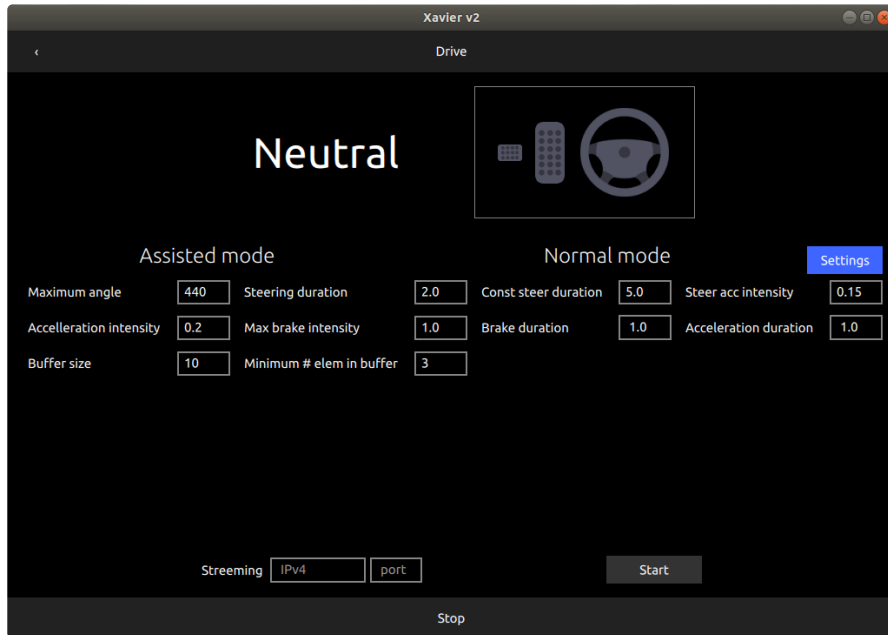 Xavier v2
‹ Drive
Neutral
Assisted mode Normal mode Settings
Maximum angle 440 Steering duration 2.0 Const steer duration 5.0 Steer acc intensity 0.15
Accelleration intensity 0.2 Max brake intensity 1.0 Brake duration 1.0 Acceleration duration 1.0
Buffer size 10 Minimum # elem in buffer 3
Streeming IPv4 port Start
Stop